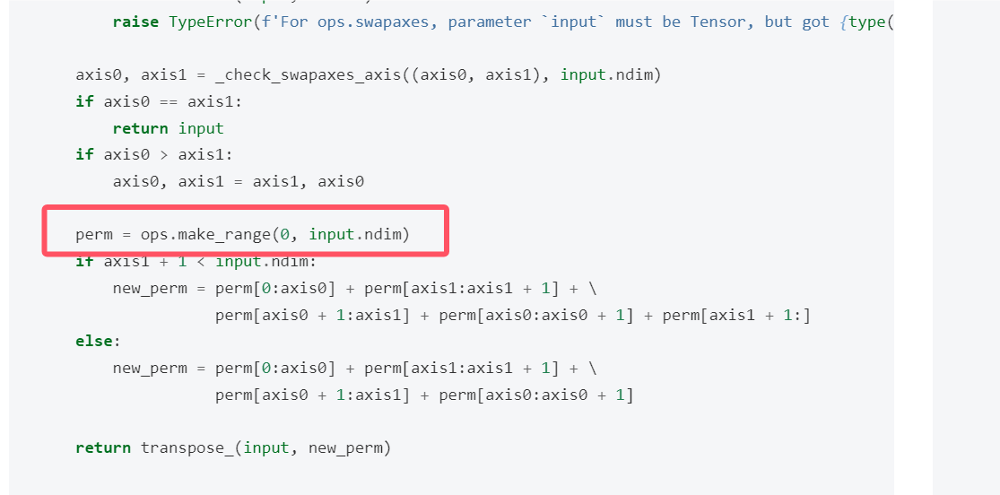 raise TypeError(f'For ops.swapaxes, parameter `input` must be Tensor, but got {type(
axis0, axis1 = _check_swapaxes_axis((axis0, axis1), input.ndim)
if axis0 == axis1:
return input
if axis0 > axis1:
axis0, axis1 = axis1, axis0
perm = ops.make_range(0, input.ndim)
if axis1 + 1 < input.ndim:
new_perm = perm[0:axis0] + perm[axis1:axis1 + 1] + \
perm[axis0 + 1:axis1] + perm[axis0:axis0 + 1] + perm[axis1 + 1:]
else:
new_perm = perm[0:axis0] + perm[axis1:axis1 + 1] + \
perm[axis0 + 1:axis1] + perm[axis0:axis0 + 1]
return transpose_(input, new_perm)